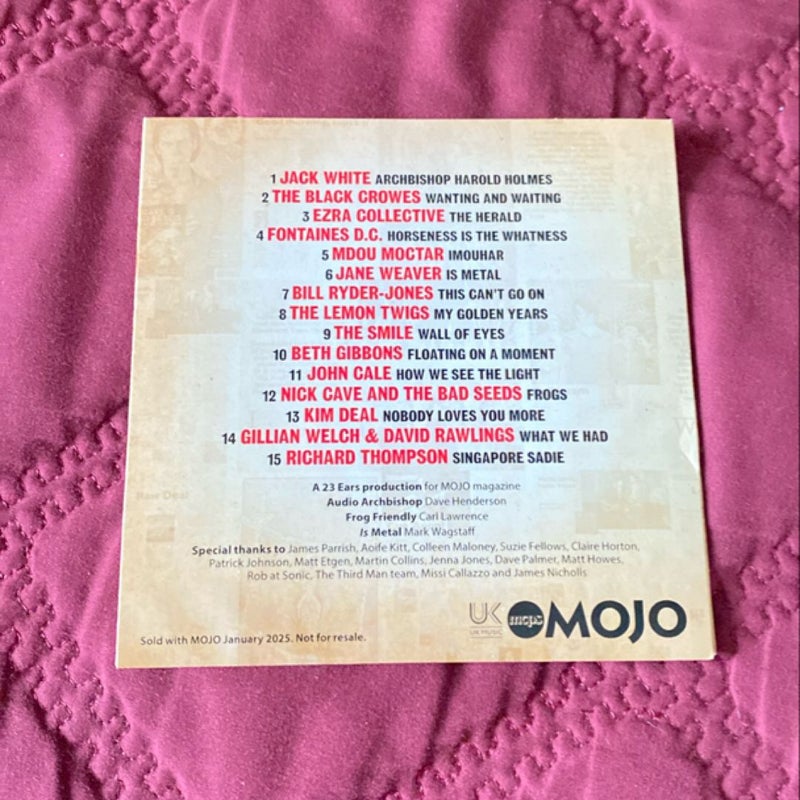 1 JACK WHITE ARCHBISHOP HAROLD HOLMES
2 THE BLACK CROWES WANTING AND WAITING
3 EZRA COLLECTIVE THE HERALD
4 FONTAINES D.C. HORSENESS IS THE WHATNESS
5 MDOU MOCTAR IMOUHAR
6 JANE WEAVER IS METAL
7 BILL RYDER-JONES THIS CAN'T GO ON
8 THE LEMON TWIGS MY GOLDEN YEARS
9 THE SMILE WALL OF EYES
10 BETH GIBBONS FLOATING ON A MOMENT
11 JOHN CALE HOW WE SEE THE LIGHT
12 NICK CAVE AND THE BAD SEEDS FROGS
13 KIM DEAL NOBODY LOVES YOU MORE
14 GILLIAN WELCH & DAVID RAWLINGS WHAT WE HAD
15 RICHARD THOMPSON SINGAPORE SADIE
A 23 Ears production for MOJO magazine
Audio Archbishop Dave Henderson
Frog Friendly Carl Lawrence
Is Metal Mark Wagstaff
Special thanks to James Parrish, Aoife Kitt, Colleen Maloney, Suzie Fellows, Claire Horton,
Patrick Johnson, Matt Etgen, Martin Collins, Jenna Jones, Dave Palmer, Matt Howes,
Rob at Sonic, The Third Man team, Missi Callazzo and James Nicholls
Sold with MOJO January 2025. Not for resale.
UK
UK MUSIC
mcps
MOJO